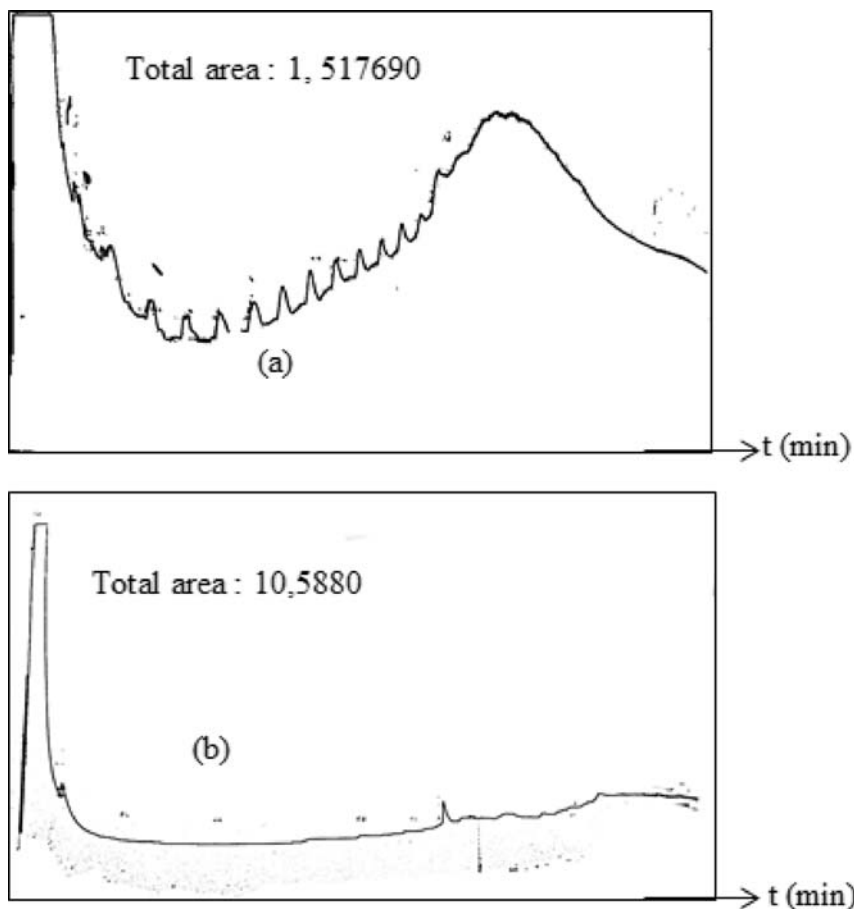 Total area : 1, 517690
(a)
t (min)
Total area : 10,5880
(b)
t (min)